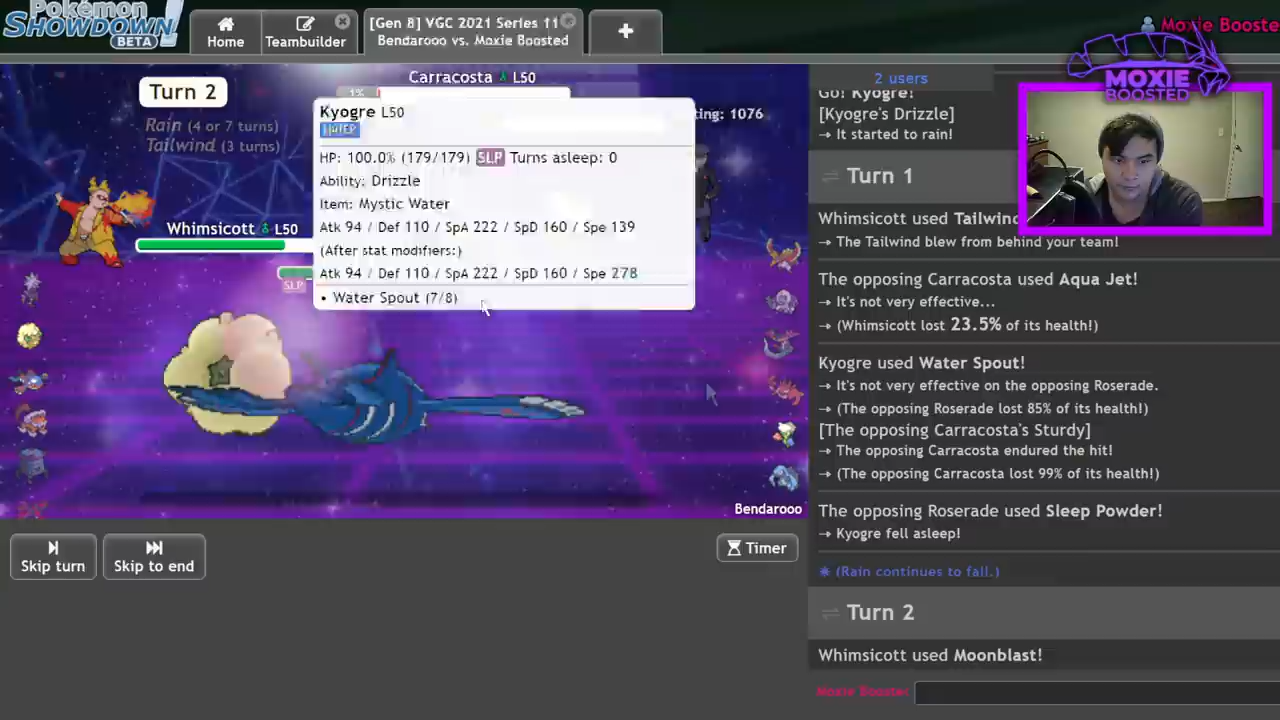 Pokémon
SHOWDOWN!
BETA
Home
Teambuilder
[Gen 8] VGC 2021 Series 11
Bendarooo vs. Moxie Boosted
+
Moxie Booste
MOXIE
BOOSTED
Turn 2
Rain (4 or 7 turns)
Tailwind (3 turns)
Carracosta L50
1%
ting: 1076
Whimsicott L50
SLP
Kyogre L50
HP: 100.0% (179/179) SLP Turns asleep: 0
Ability: Drizzle
Item: Mystic Water
Atk 94 / Def 110 / SpA 222 / SpD 160 / Spe 139
(After stat modifiers:)
Atk 94 / Def 110 / SpA 222 / SpD 160 / Spe 278
• Water Spout (7/8)
Bendarooo
Skip turn
Skip to end
Timer
2 users
Go! Kyogre!
[Kyogre's Drizzle]
→ It started to rain!
Turn 1
Whimsicott used Tailwind
→ The Tailwind blew from behind your team!
The opposing Carracosta used Aqua Jet!
→ It's not very effective...
→ (Whimsicott lost 23.5% of its health!)
Kyogre used Water Spout!
→ It's not very effective on the opposing Roserade.
→ (The opposing Roserade lost 85% of its health!)
[The opposing Carracosta's Sturdy]
→ The opposing Carracosta endured the hit!
→ (The opposing Carracosta lost 99% of its health!)
The opposing Roserade used Sleep Powder!
→ Kyogre fell asleep!
(Rain continues to fall.)
Turn 2
Whimsicott used Moonblast!
Moxie Booste: